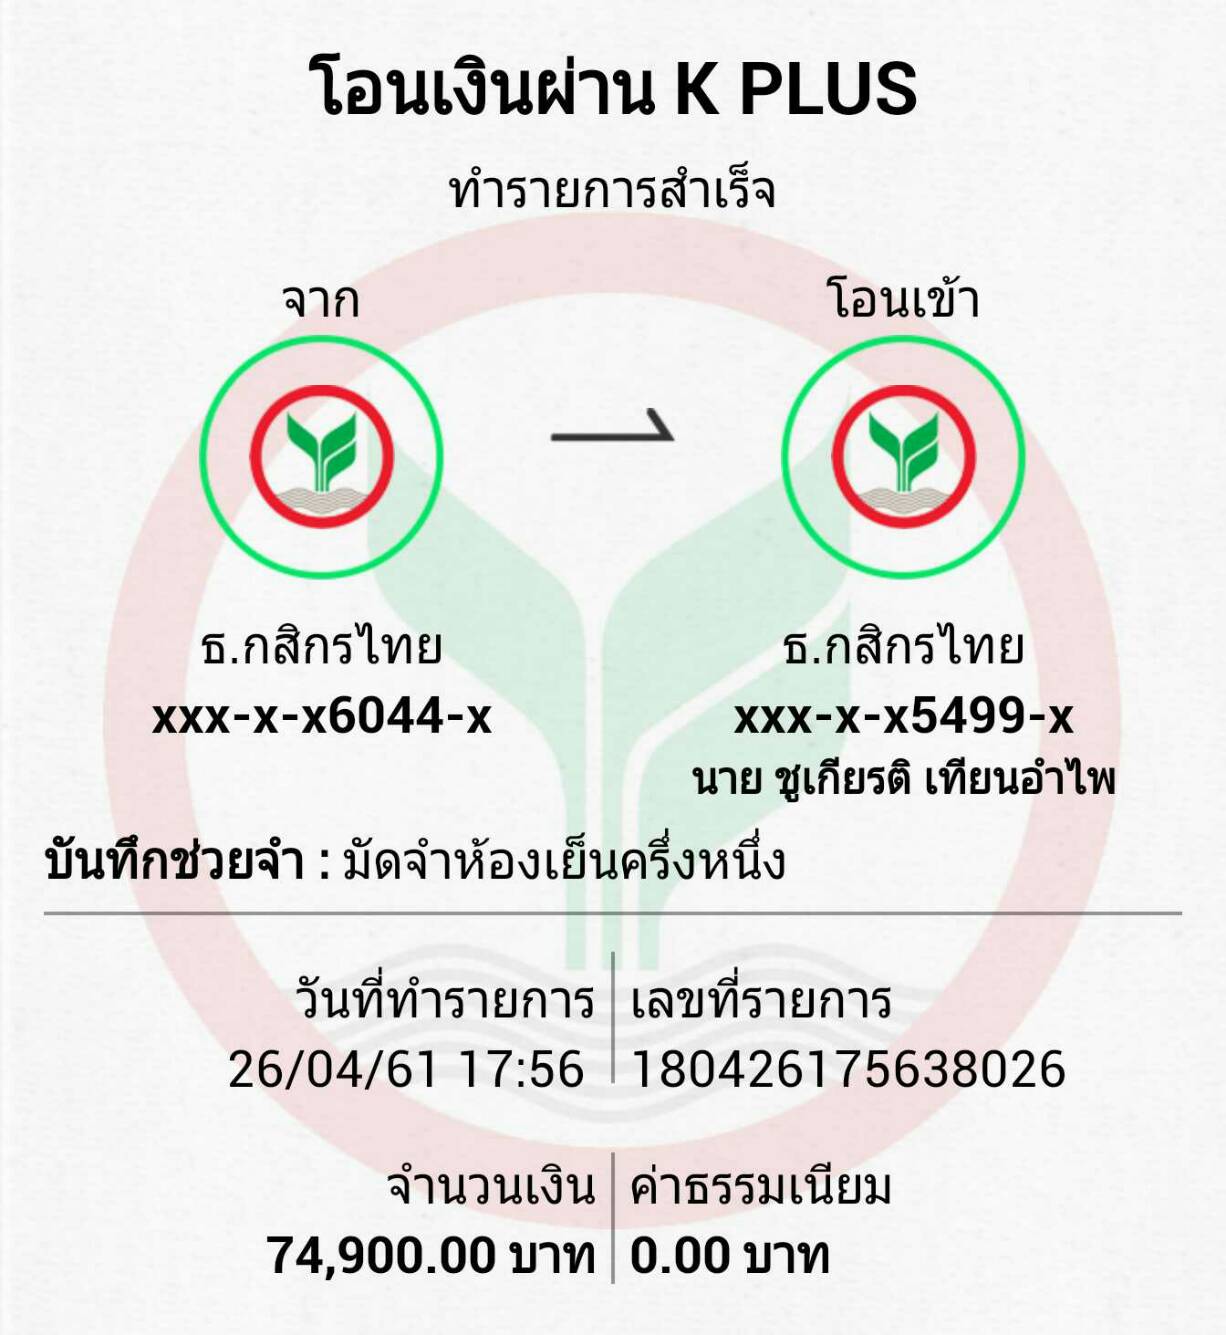 โอนเงินผ่าน K PLUS
ทำรายการสำเร็จ
จาก
โอนเข้า
ธ.กสิกรไทย
xxx-x-x6044-x
ธ.กสิกรไทย
xxx-x-x5499-x
นาย ชูเกียรติ เทียนอำไพ
บันทึกช่วยจำ : มัดจำห้องเย็นครึ่งหนึ่ง
วันที่ทำรายการ
26/04/61 17:56
เลขที่รายการ
180426175638026
จำนวนเงิน
74,900.00 บาท
ค่าธรรมเนียม
0.00 บาท